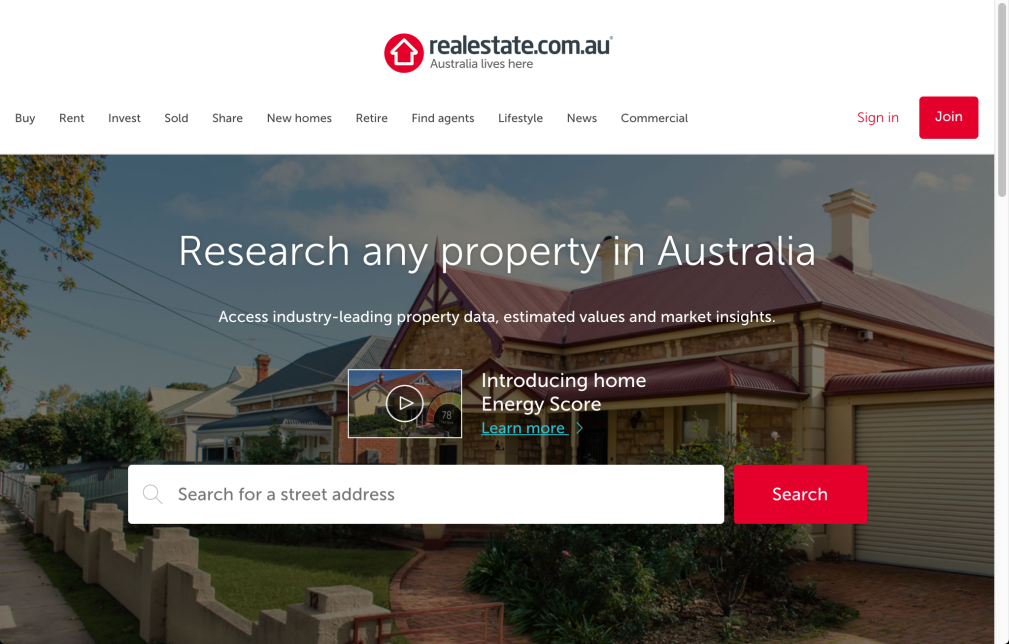 realestate.com.au
Australia lives here
Buy Rent Invest Sold Share New homes Retire Find agents Lifestyle News Commercial Sign in Join
Research any property in Australia
Access industry-leading property data, estimated values and market insights.
78
Introducing home
Energy Score
Learn more
Search for a street address Search
12